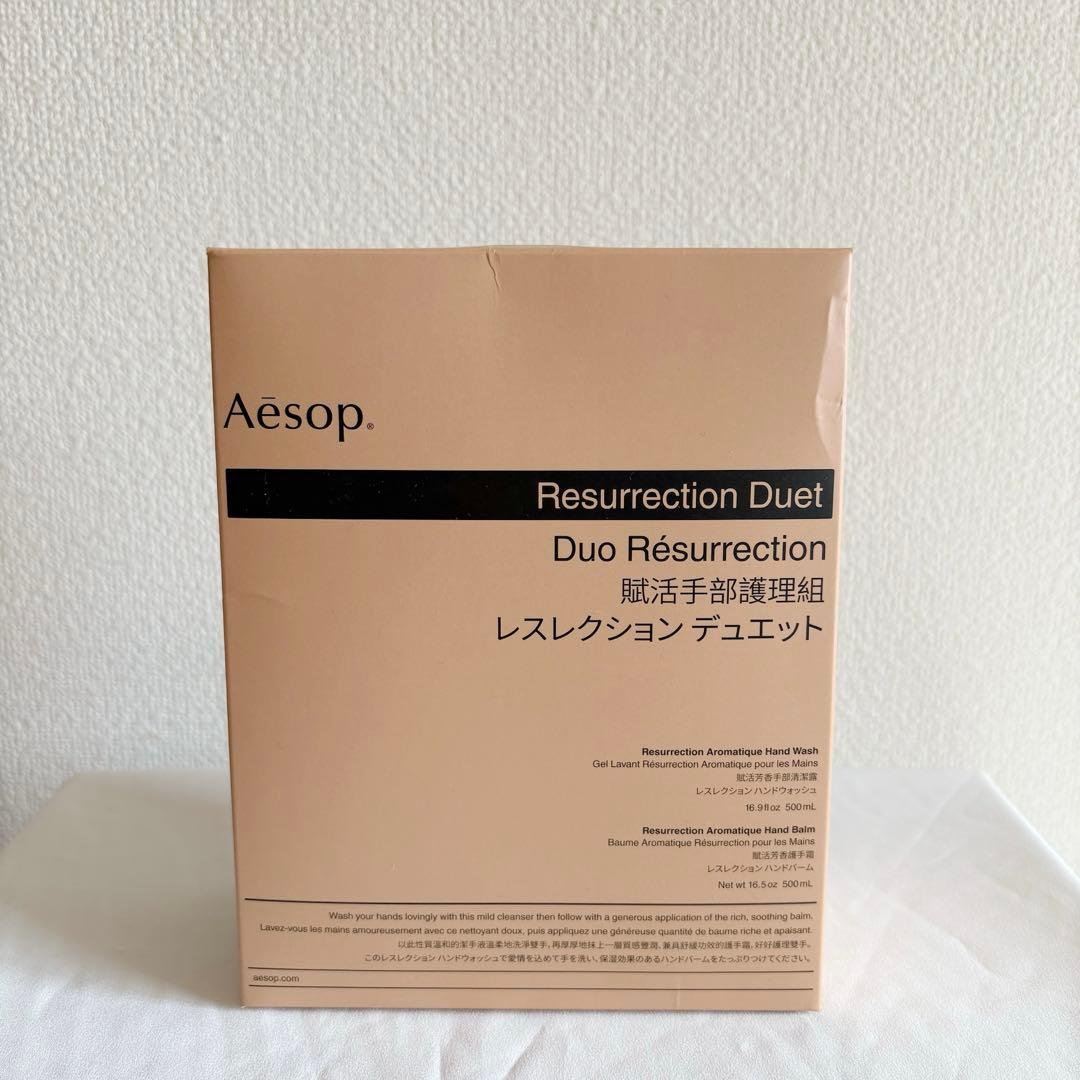 Aēsop®
Resurrection Duet
Duo Résurrection
賦活手部護理組
レスレクション デュエット
Resurrection Aromatique Hand Wash
Gel Lavant Résurrection Aromatique pour les Mains
賦活芳香手部清潔露
レスレクション ハンドウォッシュ
16.9 fl oz 500 mL
Resurrection Aromatique Hand Balm
Baume Aromatique Résurrection pour les Mains
賦活芳香護手霜
レスレクション ハンドバーム
Net wt 16.5 oz 500 mL
Wash your hands lovingly with this mild cleanser then follow with a generous application of the rich, soothing balm.
Lavez-vous les mains amoureusement avec ce nettoyant doux, puis appliquez une généreuse quantité de baume riche et apaisant.
以此性質溫和的潔手液溫柔地洗淨雙手，再厚厚地抹上一層質感豐潤、兼具舒緩功效的護手霜，好好護理雙手。
このレスレクション ハンドウォッシュで愛情を込めて手を洗い、保湿効果のあるハンドバームをたっぷりつけてください。
aesop.com